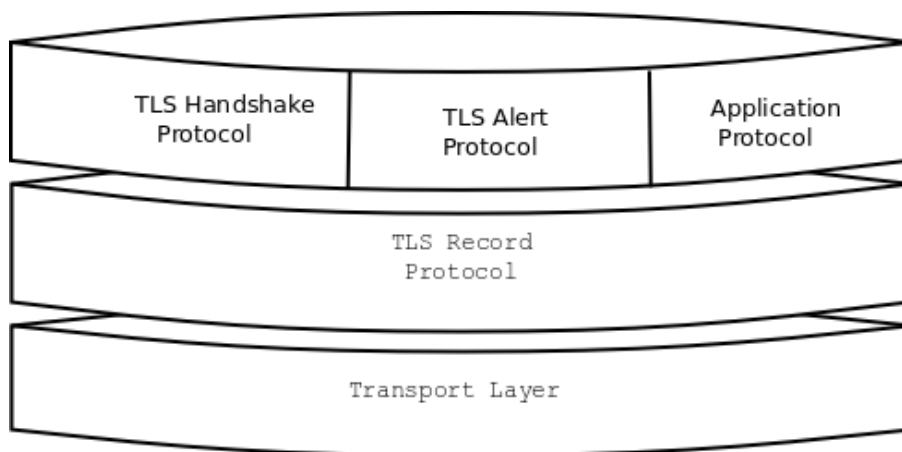 TLS Handshake
Protocol
TLS Alert
Protocol
Application
Protocol
TLS Record
Protocol
Transport Layer